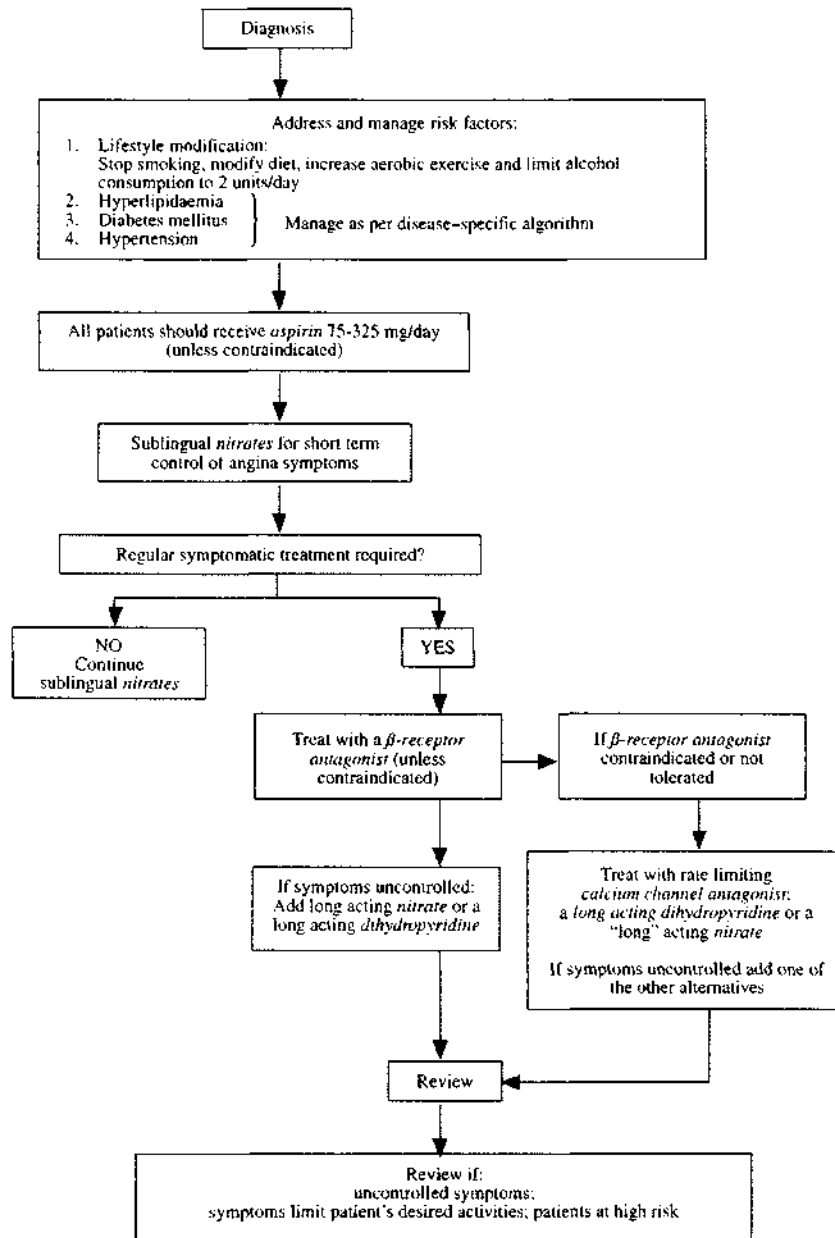 Diagnosis
Address and manage risk factors:
1. Lifestyle modification:
Stop smoking, modify diet, increase aerobic exercise and limit alcohol
consumption to 2 units/day
2. Hyperlipidaemia
3. Diabetes mellitus
4. Hypertension
Manage as per disease–specific algorithm
All patients should receive aspirin 75-325 mg/day
(unless contraindicated)
Sublingual nitrates for short term
control of angina symptoms
Regular symptomatic treatment required?
NO
Continue
sublingual nitrates
YES
Treat with a β-receptor
antagonist (unless
contraindicated)
If β-receptor antagonist
contraindicated or not
tolerated
If symptoms uncontrolled:
Add long acting nitrate or a
long acting dihydropyridine
Treat with rate limiting
calcium channel antagonist;
a long acting dihydropyridine or a
"long" acting nitrate
If symptoms uncontrolled add one of
the other alternatives
Review
Review if:
uncontrolled symptoms;
symptoms limit patient's desired activities; patients at high risk